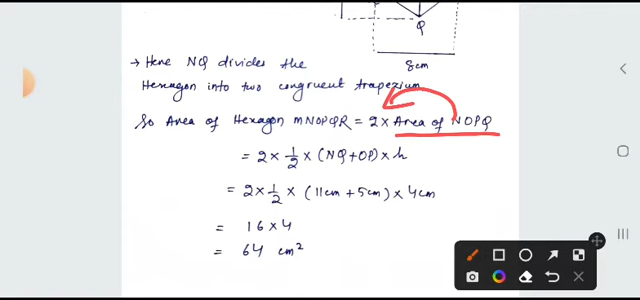 Q
8cm
→ Here NQ divides the
Hexagon into two congruent trapezium
So Area of Hexagon MNOPQR = 2 × Area of NOPQ
= 2 × 1/2 × (NQ + OP) × h
= 2 × 1/2 × (11cm + 5cm) × 4cm
= 16 × 4
= 64 cm²